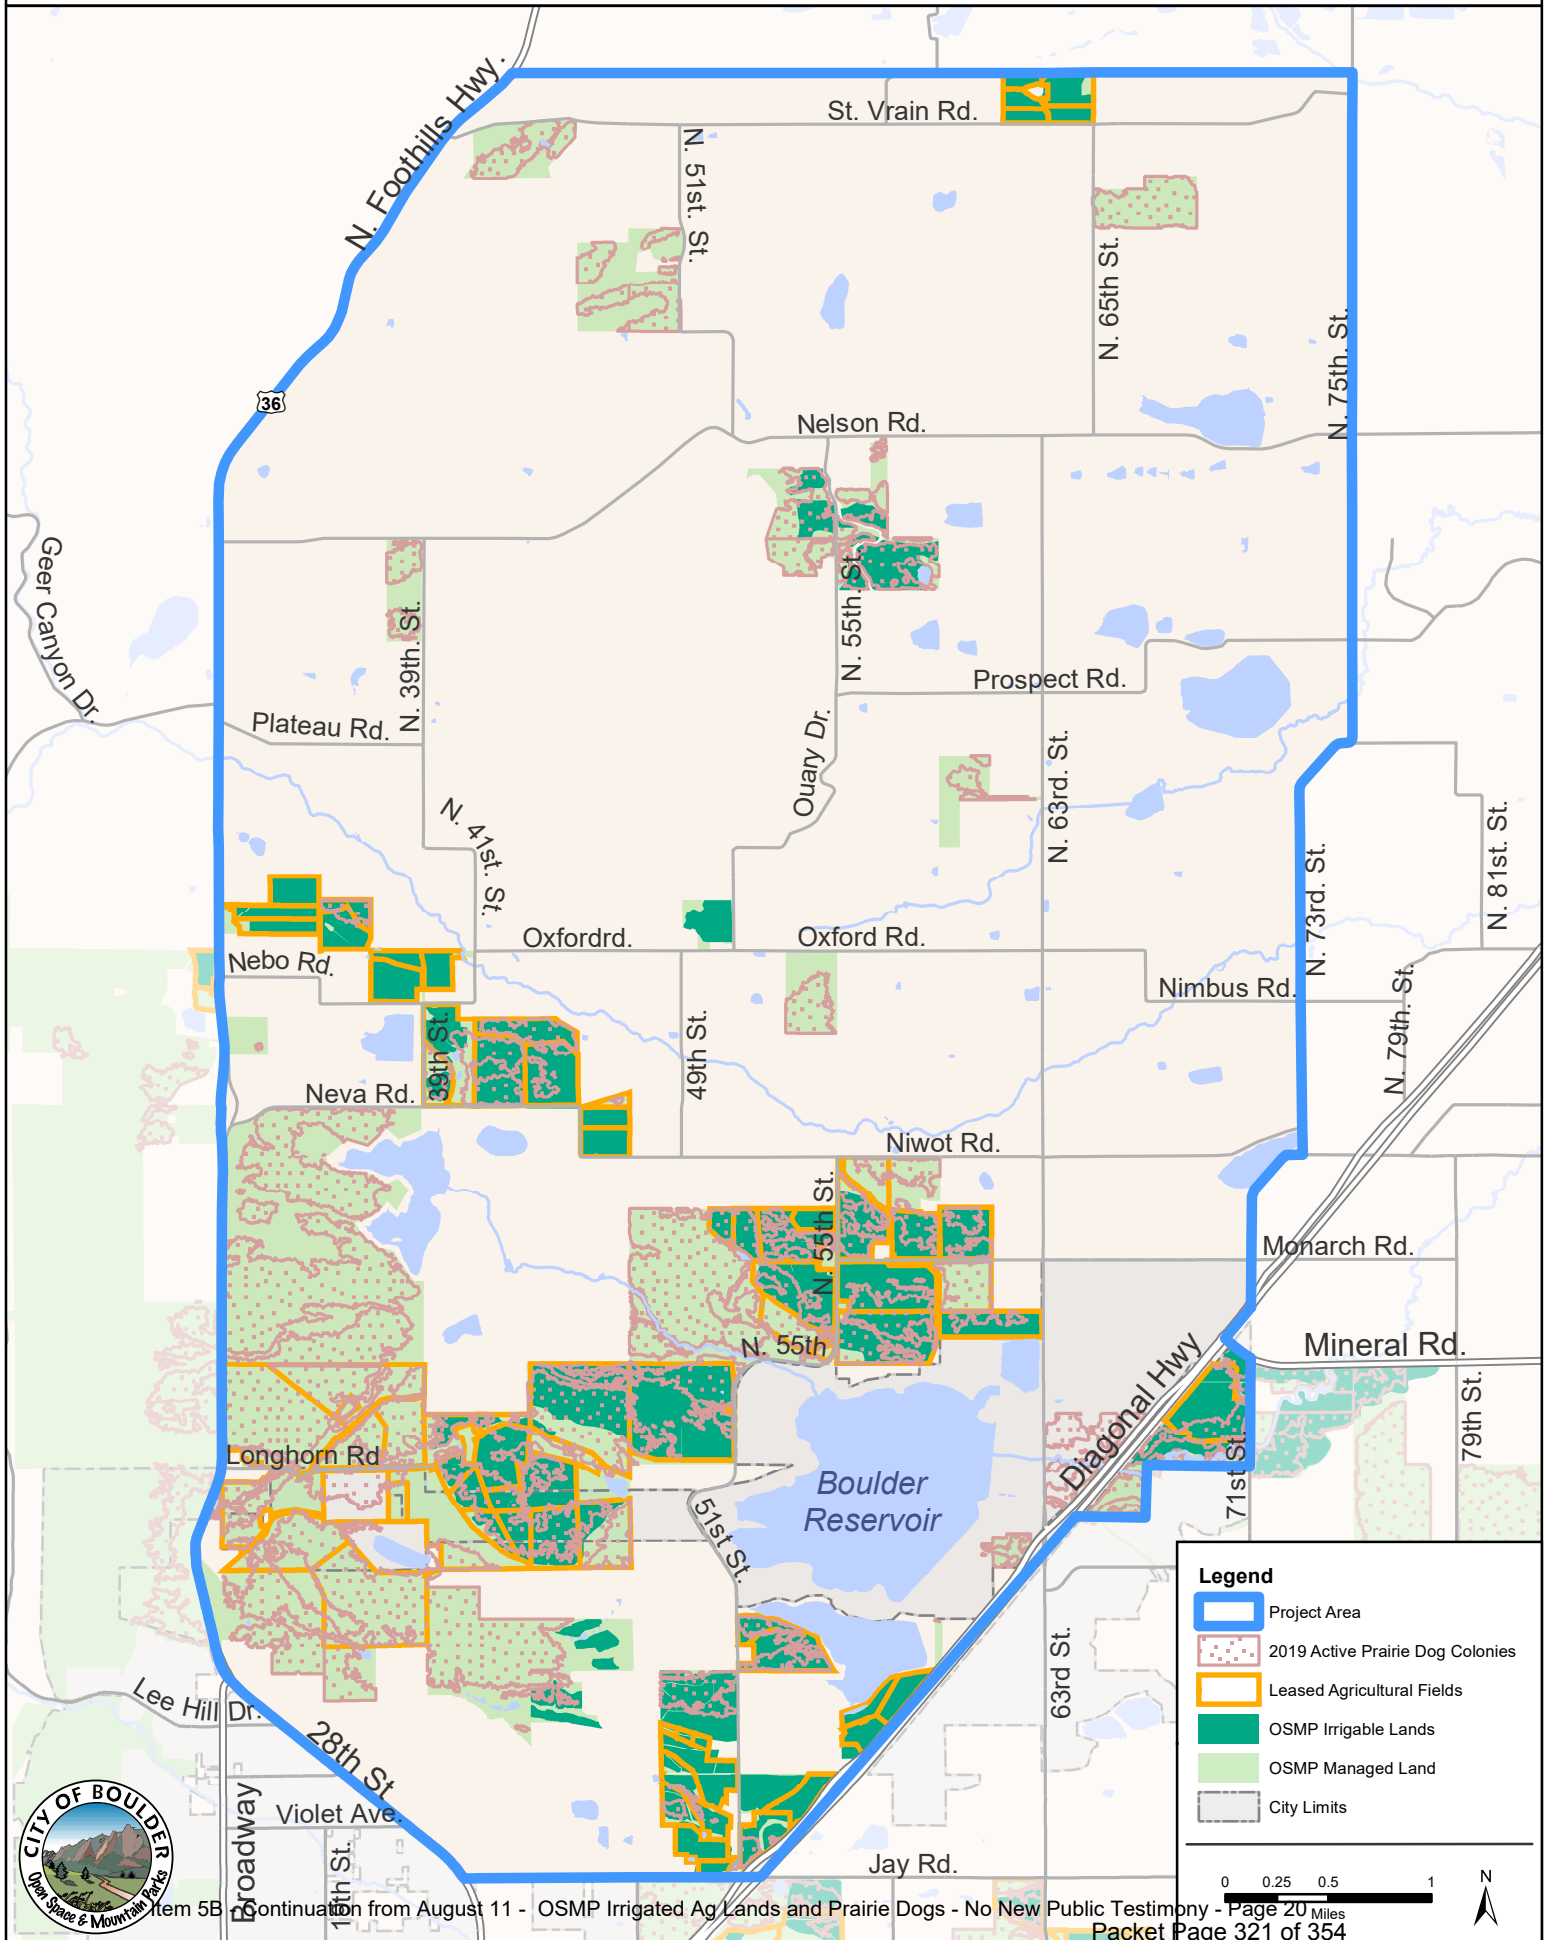 N. Foothills Hwy.
St. Vrain Rd.
N. 51st. St.
N. 65th St.
N. 75th. St.
36
Nelson Rd.
Geer Canyon Dr.
N. 39th. St.
N. 55th. St.
Prospect Rd.
Plateau Rd.
Ouary Dr.
N. 63rd. St.
N. 41st. St.
N. 81st. St.
N. 73rd. St.
Oxfordrd.
Oxford Rd.
Nebo Rd.
Nimbus Rd.
N. 79th. St.
39th St.
49th St.
Neva Rd.
Niwot Rd.
N. 55th St.
Monarch Rd.
N. 55th
Mineral Rd.
Diagonal Hwy
79th St.
Longhorn Rd
71st St.
Boulder
Reservoir
51st St.
63rd St.
Lee Hill Dr.
28th St
Violet Ave.
Broadway
19th St.
Jay Rd.
Legend
Project Area
2019 Active Prairie Dog Colonies
Leased Agricultural Fields
OSMP Irrigable Lands
OSMP Managed Land
City Limits
0 0.25 0.5 1
Miles
N
CITY OF BOULDER
Open Space & Mountain Parks
Item 5B - Continuation from August 11 - OSMP Irrigated Ag Lands and Prairie Dogs - No New Public Testimony - Page 20
Packet Page 321 of 354